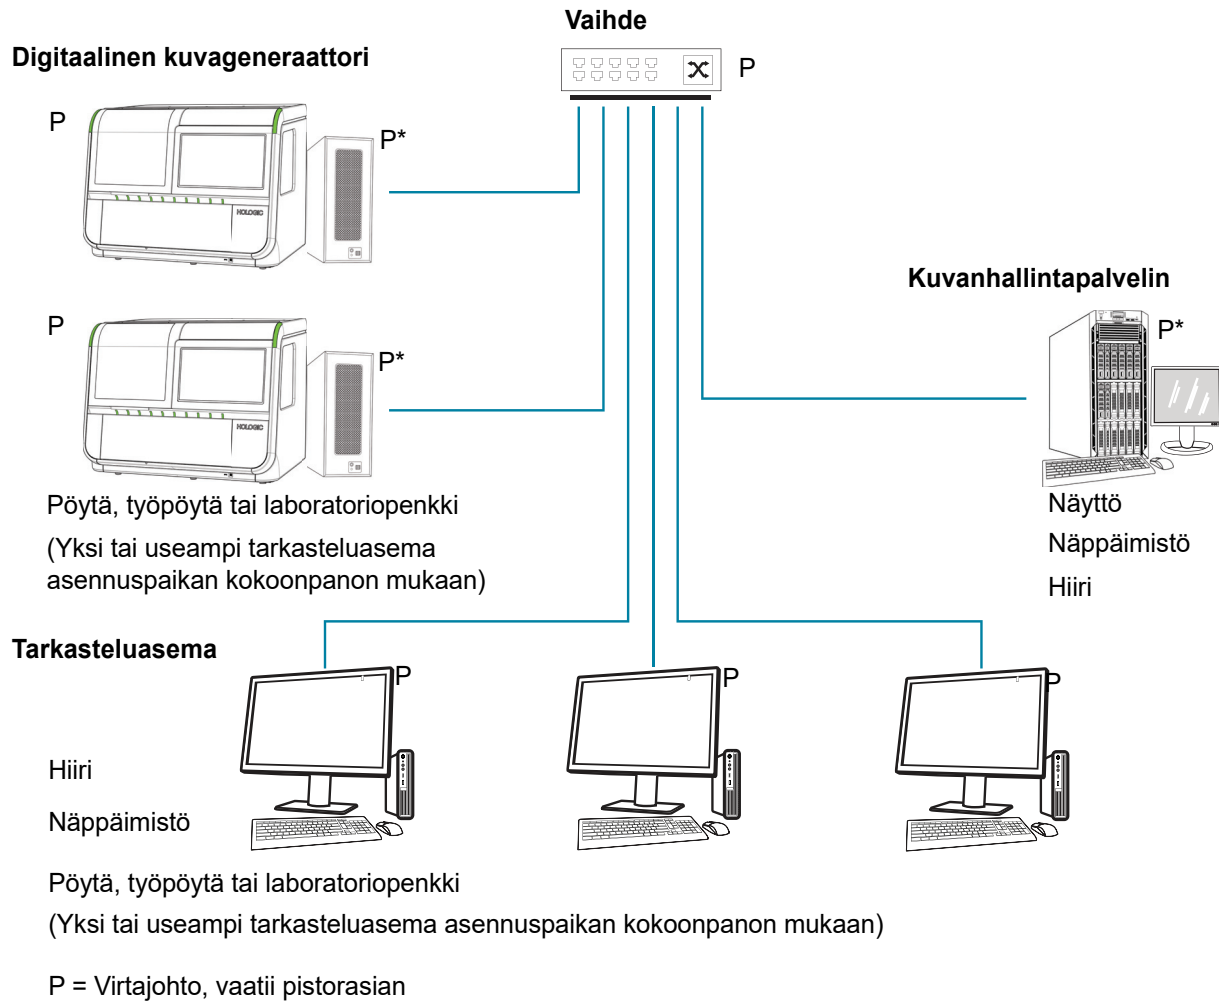 Vaihde
Digitaalinen kuvageneraattori
P
P
P*
HOLOGIC
Kuvanhallintapalvelin
P
P*
P*
HOLOGIC
Pöytä, työpöytä tai laboratoriopenkki
(Yksi tai useampi tarkasteluasema
asennuspaikan kokoonpanon mukaan)
Näyttö
Näppäimistö
Hiiri
Tarkasteluasema
P
P
P
Hiiri
Näppäimistö
Pöytä, työpöytä tai laboratoriopenkki
(Yksi tai useampi tarkasteluasema asennuspaikan kokoonpanon mukaan)
P = Virtajohto, vaatii pistorasian